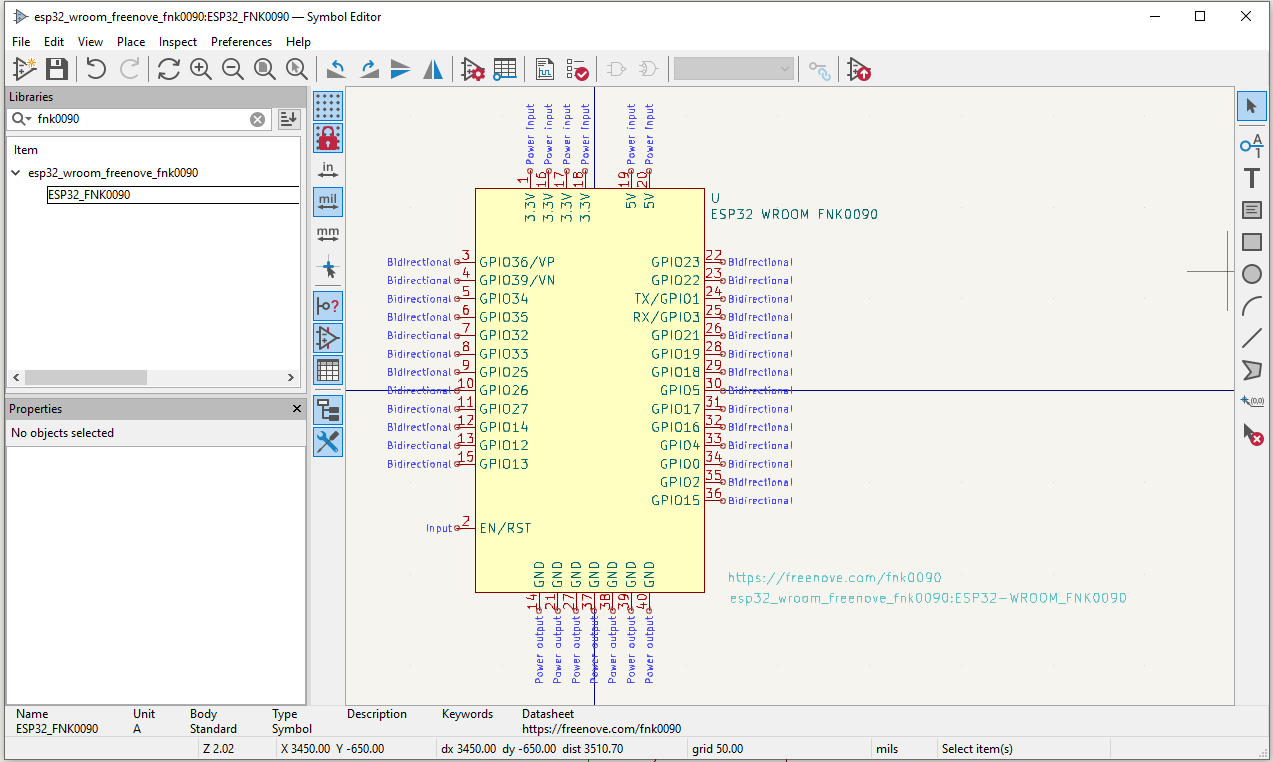 esp32_wroom_freenove_fnk0090:ESP32_FNK0090 — Symbol Editor
File Edit View Place Inspect Preferences Help
Libraries
fnk0090
Item
esp32_wroom_freenove_fnk0090
ESP32_FNK0090
Properties
No objects selected
in
mil
mm
Power input Power input Power input Power input Power input Power input
1 16 17 18 19 20
3.3V 3.3V 3.3V 3.3V 5V 5V
U
ESP32 WROOM FNK0090
Bidirectional 3 GPIO36/VP GPIO23 22 Bidirectional
Bidirectional 4 GPIO39/VN GPIO22 23 Bidirectional
Bidirectional 5 GPIO34 TX/GPIO1 24 Bidirectional
Bidirectional 6 GPIO35 RX/GPIO3 25 Bidirectional
Bidirectional 7 GPIO32 GPIO21 26 Bidirectional
Bidirectional 8 GPIO33 GPIO19 28 Bidirectional
Bidirectional 9 GPIO25 GPIO18 29 Bidirectional
Bidirectional 10 GPIO26 GPIO5 30 Bidirectional
Bidirectional 11 GPIO27 GPIO17 31 Bidirectional
Bidirectional 12 GPIO14 GPIO16 32 Bidirectional
Bidirectional 13 GPIO12 GPIO4 33 Bidirectional
Bidirectional 15 GPIO13 GPIO0 34 Bidirectional
GPIO2 35 Bidirectional
GPIO15 36 Bidirectional
Input 2 EN/RST
GND GND GND GND GND GND GND
14 21 27 37 38 39 40
Power output Power output Power output Power output Power output Power output Power output
https://freenove.com/fnk0090
esp32_wroom_freenove_fnk0090:ESP32-WROOM_FNK0090
A
1
T
(0,0)
Name Unit Body Type Description Keywords Datasheet
ESP32_FNK0090 A Standard Symbol https://freenove.com/fnk0090
Z 2.02 X 3450.00 Y -650.00 dx 3450.00 dy -650.00 dist 3510.70 grid 50.00 mils Select item(s)